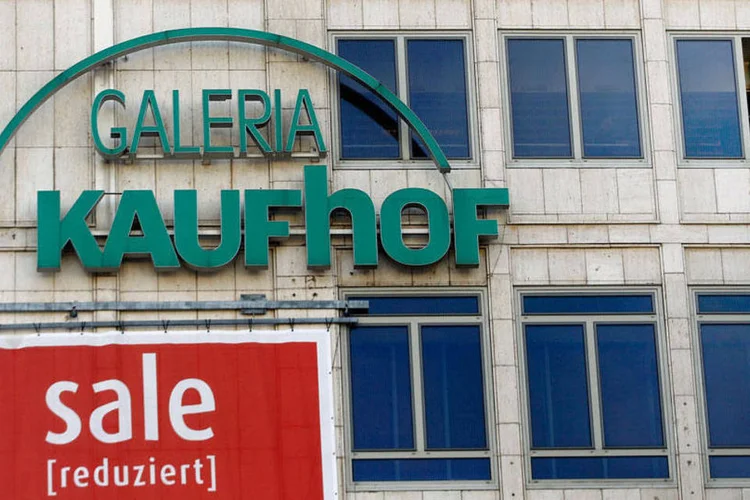 GALERIA
KAUFhOF
sale
[reduziert]